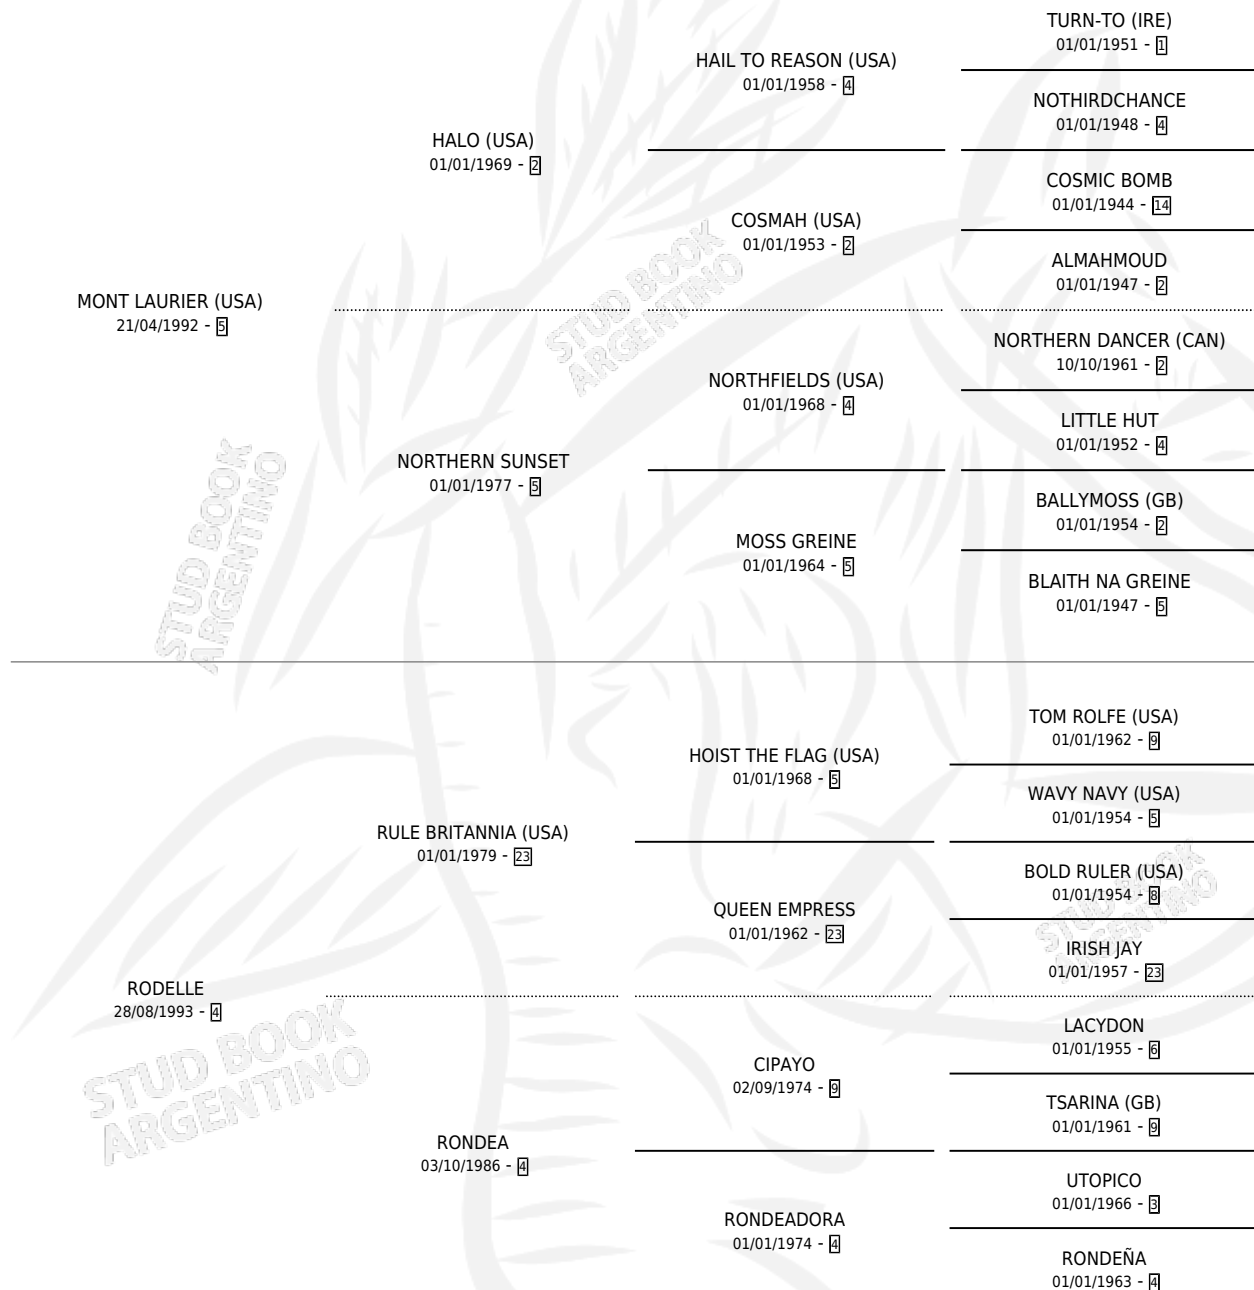 TURN-TO (IRE)
01/01/1951 - 1
HAIL TO REASON (USA)
01/01/1958 - 4
NOTHIRDCHANCE
01/01/1948 - 4
HALO (USA)
01/01/1969 - 2
COSMIC BOMB
01/01/1944 - 14
COSMAH (USA)
01/01/1953 - 2
ALMAHMOUD
01/01/1947 - 2
MONT LAURIER (USA)
21/04/1992 - 5
STUD BOOK
ARGENTINO
NORTHERN DANCER (CAN)
10/10/1961 - 2
NORTHFIELDS (USA)
01/01/1968 - 4
LITTLE HUT
01/01/1952 - 4
NORTHERN SUNSET
01/01/1977 - 5
BALLYMOSS (GB)
01/01/1954 - 2
MOSS GREINE
01/01/1964 - 5
BLAITH NA GREINE
01/01/1947 - 5
STUD BOOK
ARGENTINO
TOM ROLFE (USA)
01/01/1962 - 9
HOIST THE FLAG (USA)
01/01/1968 - 5
WAVY NAVY (USA)
01/01/1954 - 5
RULE BRITANNIA (USA)
01/01/1979 - 23
BOLD RULER (USA)
01/01/1954 - 8
QUEEN EMPRESS
01/01/1962 - 23
IRISH JAY
01/01/1957 - 23
STUD BOOK
ARGENTINO
RODELLE
28/08/1993 - 4
LACYDON
01/01/1955 - 6
CIPAYO
02/09/1974 - 9
TSARINA (GB)
01/01/1961 - 9
RONDEA
03/10/1986 - 4
UTOPICO
01/01/1966 - 3
RONDEADORA
01/01/1974 - 4
RONDEÑA
01/01/1963 - 4
STUD BOOK
ARGENTINO